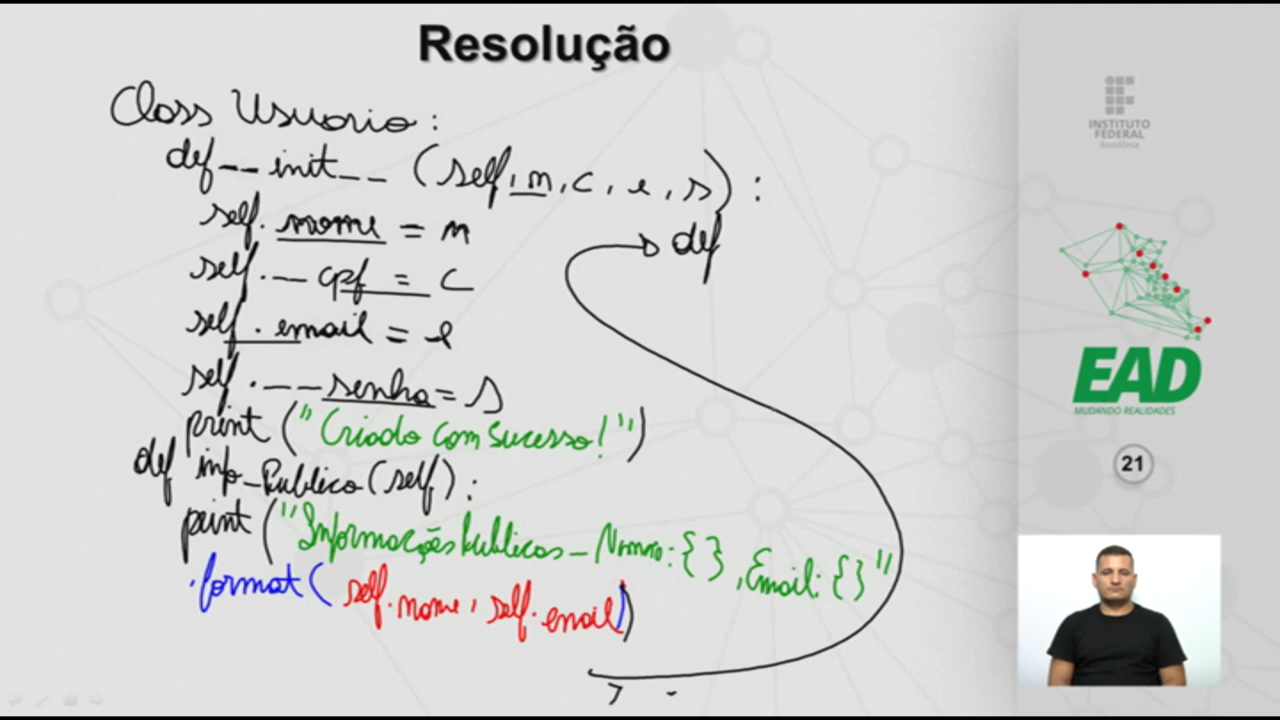 Resolução
Class Usuario:
def __init__ (self, n, c, e, s):
self.nome = n
def
self.__cpf = c
self.email = e
self.__senha = s
print ("Criado com Sucesso!")
def info_Publico(self):
print ("Informações Publicas - Nome: {}, Email: {}"
.format(self.nome, self.email)
INSTITUTO
FEDERAL
Rondônia
EAD
MUDANDO REALIDADES
21